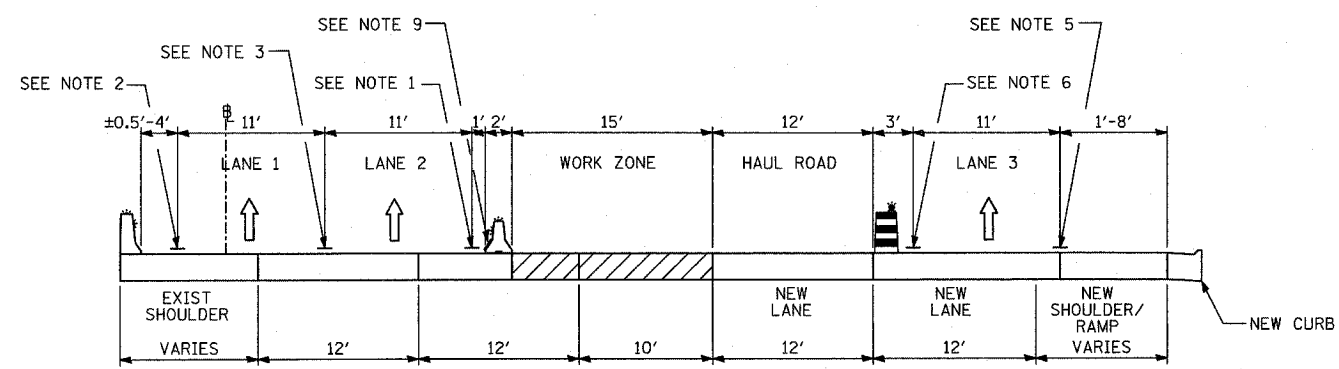 SEE NOTE 9
SEE NOTE 5
SEE NOTE 3
SEE NOTE 2
SEE NOTE 1
SEE NOTE 6
±0.5'-4' 11' 11' 1' 2' 15' 12' 3' 11' 1'-8'
LANE 1 LANE 2 WORK ZONE HAUL ROAD LANE 3
EXIST SHOULDER
NEW LANE
NEW LANE
NEW SHOULDER/ RAMP
NEW CURB
VARIES 12' 12' 10' 12' 12' VARIES